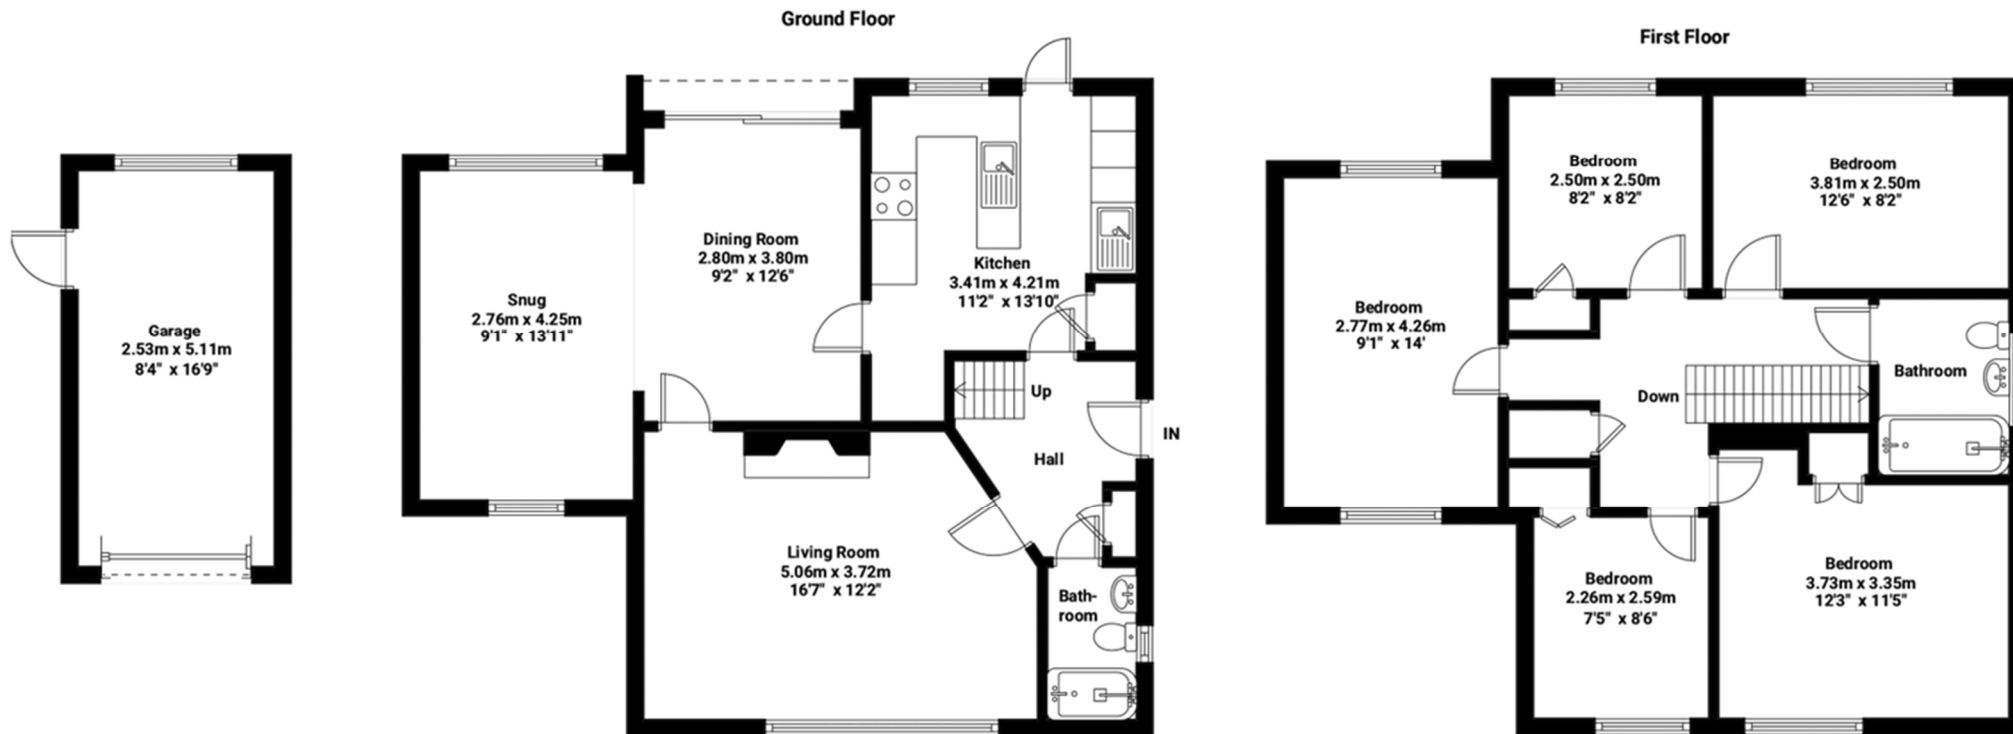 Ground Floor
First Floor
Garage
2.53m x 5.11m
8'4" x 16'9"
Snug
2.76m x 4.25m
9'1" x 13'11"
Dining Room
2.80m x 3.80m
9'2" x 12'6"
Kitchen
3.41m x 4.21m
11'2" x 13'10"
Up
IN
Hall
Living Room
5.06m x 3.72m
16'7" x 12'2"
Bath-
room
Bedroom
2.50m x 2.50m
8'2" x 8'2"
Bedroom
3.81m x 2.50m
12'6" x 8'2"
Bedroom
2.77m x 4.26m
9'1" x 14'
Bathroom
Down
Bedroom
2.26m x 2.59m
7'5" x 8'6"
Bedroom
3.73m x 3.35m
12'3" x 11'5"